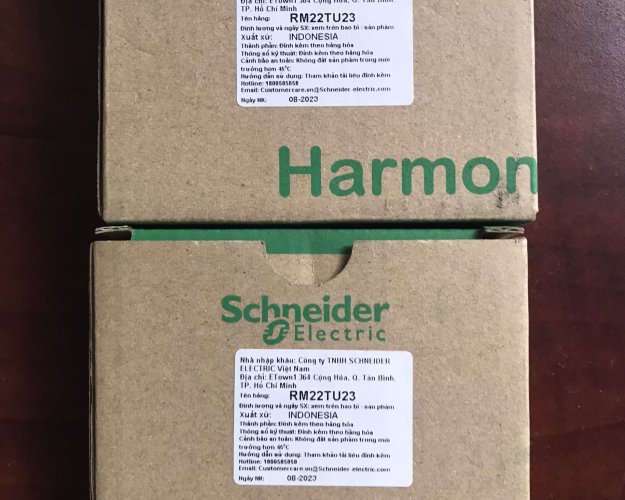 Địa chỉ: ETown1 364 Cộng Hòa, Q. Tân Bình.
TP. Hồ Chí Minh
Tên hàng: RM22TU23
Định lượng và ngày SX: xem trên bao bì - sản phẩm
Xuất xứ: INDONESIA
Thành phần: Đính kèm theo hàng hóa
Thông số kỹ thuật: Đính kèm theo hàng hóa
Cảnh báo an toàn: Không đặt sản phẩm trong môi
trường hơn 45°C
Hướng dẫn sử dụng: Tham khảo tài liệu đính kèm
Hotline: 1800585858
Email: Customercare.vn@Schneider-electric.com
Ngày NK: 08-2023
Harmon
Schneider
Electric
Nhà nhập khẩu: Công ty TNHH SCHNEIDER
ELECTRIC Việt Nam
Địa chỉ: ETown1 364 Cộng Hòa, Q. Tân Bình.
TP. Hồ Chí Minh
Tên hàng: RM22TU23
Định lượng và ngày SX: xem trên bao bì - sản phẩm
Xuất xứ: INDONESIA
Thành phần: Đính kèm theo hàng hóa
Thông số kỹ thuật: Đính kèm theo hàng hóa
Cảnh báo an toàn: Không đặt sản phẩm trong môi
trường hơn 45°C
Hướng dẫn sử dụng: Tham khảo tài liệu đính kèm
Hotline: 1800585858
Email: Customercare.vn@Schneider-electric.com
Ngày NK: 08-2023